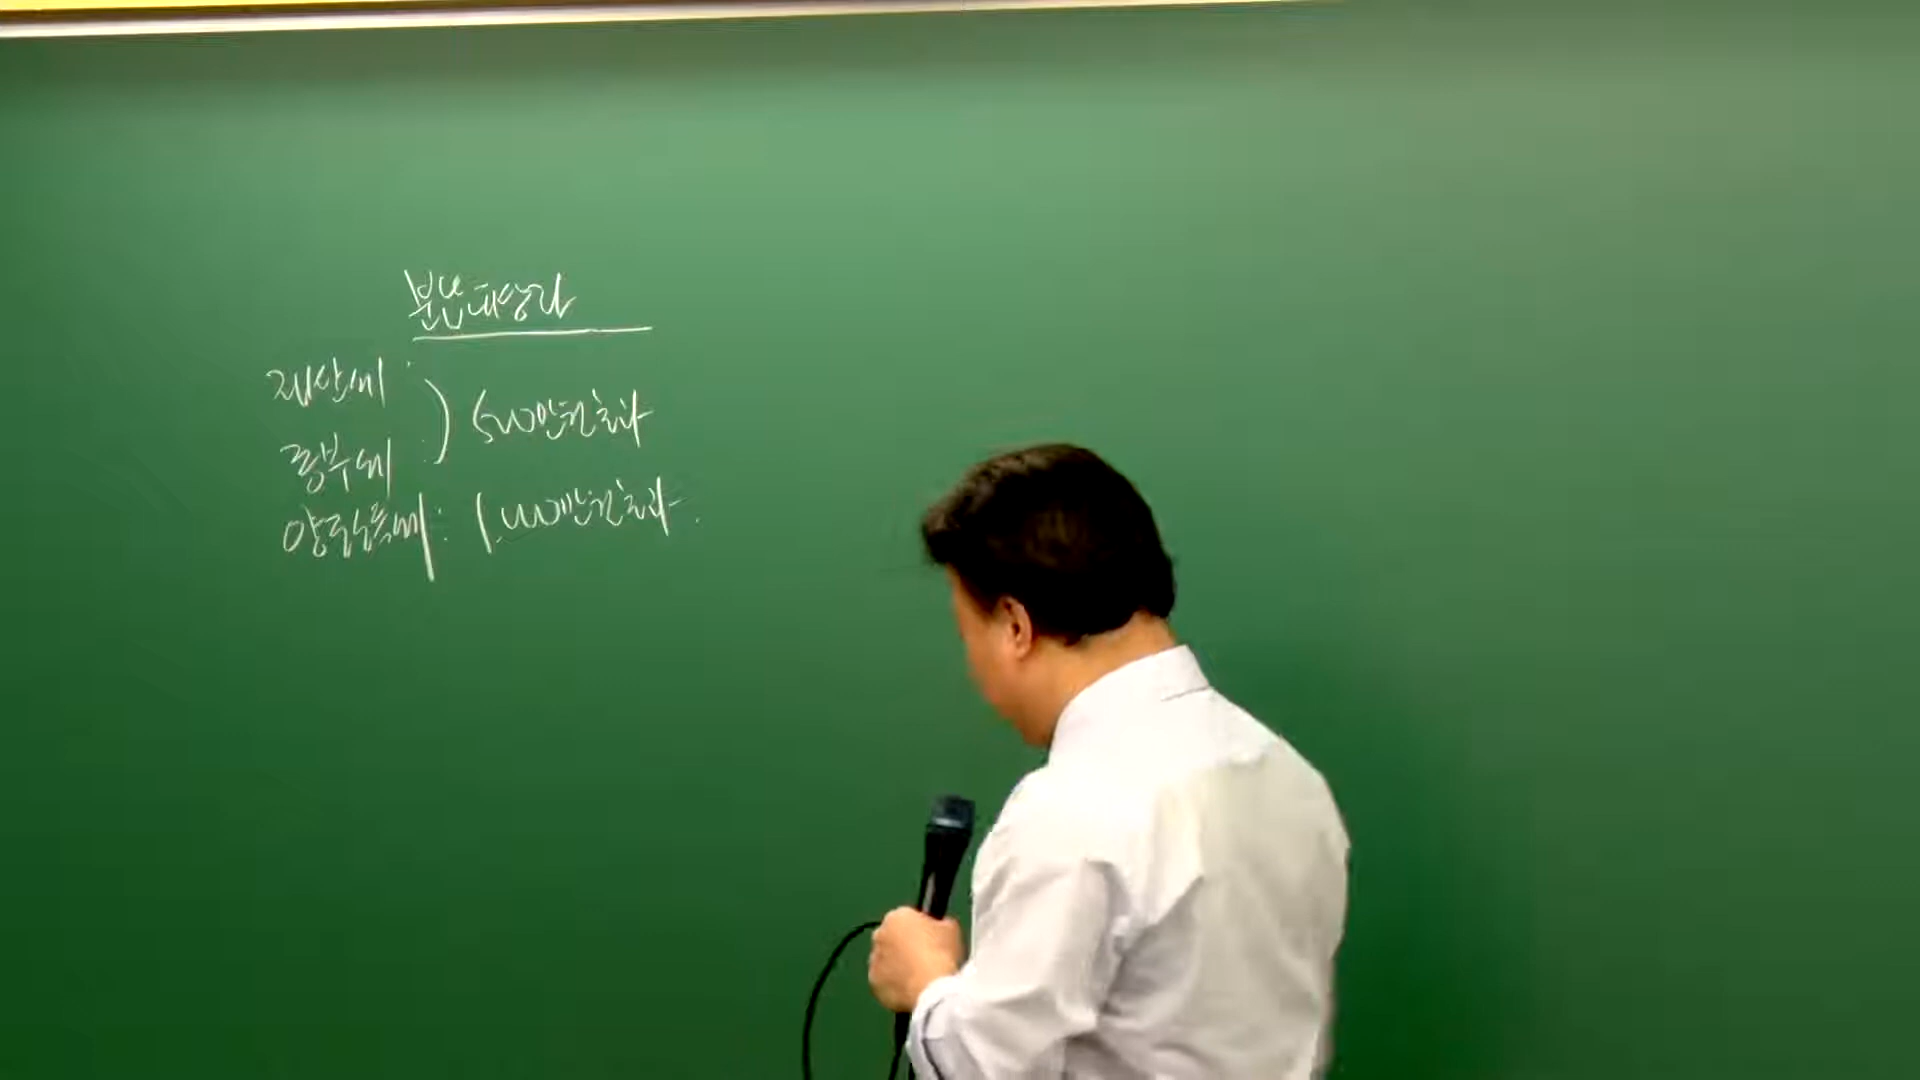 분납대상자
재산세
종부세 ) 500만원초과
양도소득세 : 1,000만원초과.